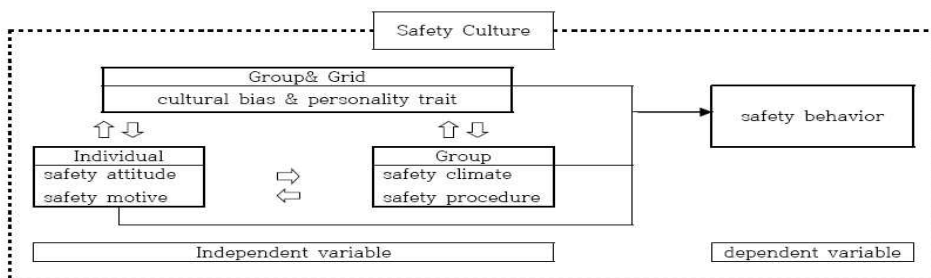 Safety Culture
Group& Grid
cultural bias & personality trait
safety behavior
Individual
safety attitude
safety motive
Group
safety climate
safety procedure
Independent variable
dependent variable